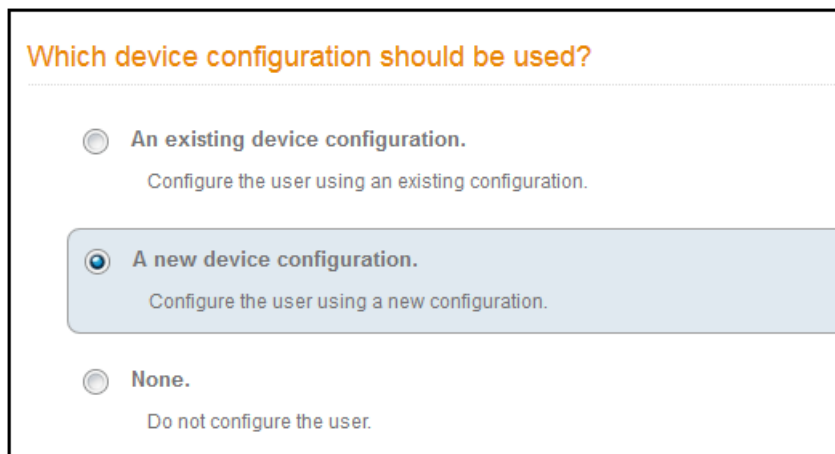 Which device configuration should be used?
An existing device configuration.
Configure the user using an existing configuration.
A new device configuration.
Configure the user using a new configuration.
None.
Do not configure the user.